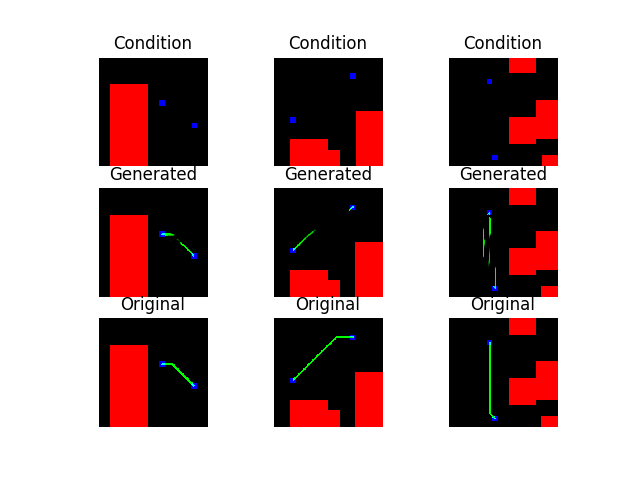 Condition Condition Condition
Generated Generated Generated
Original Original Original